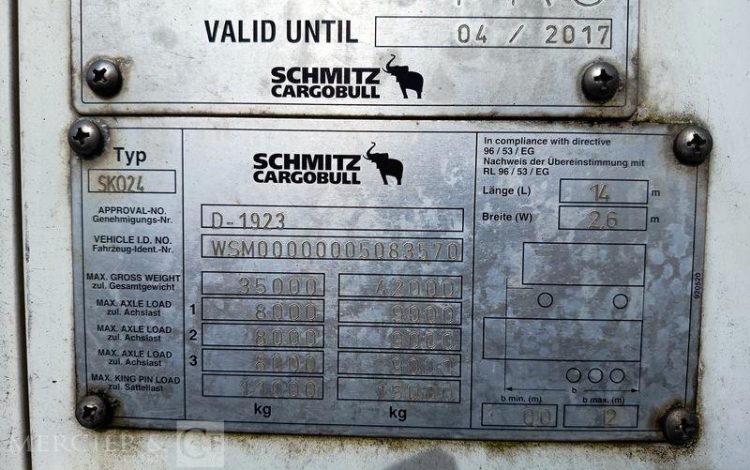 VALID UNTIL 04 / 2017
SCHMITZ
CARGOBULL
Typ
SKO24
SCHMITZ
CARGOBULL
In compliance with directive
96 / 53 / EG
Nachweis der Übereinstimmung mit
RL 96 / 53 / EG
Länge (L) 14 m
Breite (W) 2,6 m
APPROVAL-NO.
Genehmigungs-Nr. D-1923
VEHICLE I.D. NO.
Fahrzeug-Ident.-Nr. WSM00000005083570
MAX. GROSS WEIGHT
zul. Gesamtgewicht 35000 42000
MAX. AXLE LOAD
zul. Achslast 1 8000 9000
MAX. AXLE LOAD
zul. Achslast 2 8000 9000
MAX. AXLE LOAD
zul. Achslast 3 8000 9000
MAX. KING PIN LOAD
zul. Sattellast 11000 15000
kg kg
920520
b b
b min. (m) b max. (m)
12
MERCIER & C